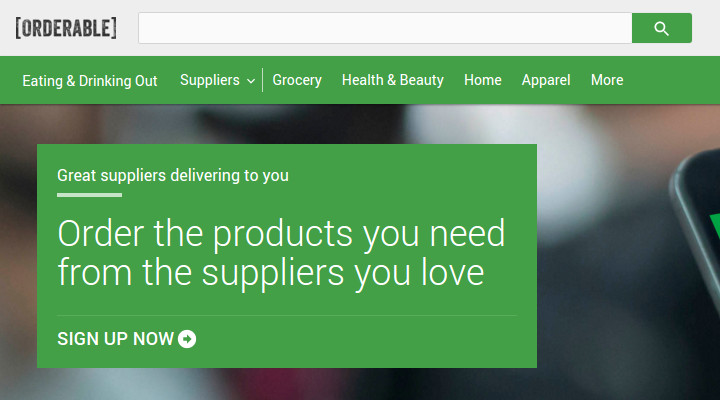 [ORDERABLE]
Eating & Drinking Out Suppliers Grocery Health & Beauty Home Apparel More
Great suppliers delivering to you
Order the products you need
from the suppliers you love
SIGN UP NOW